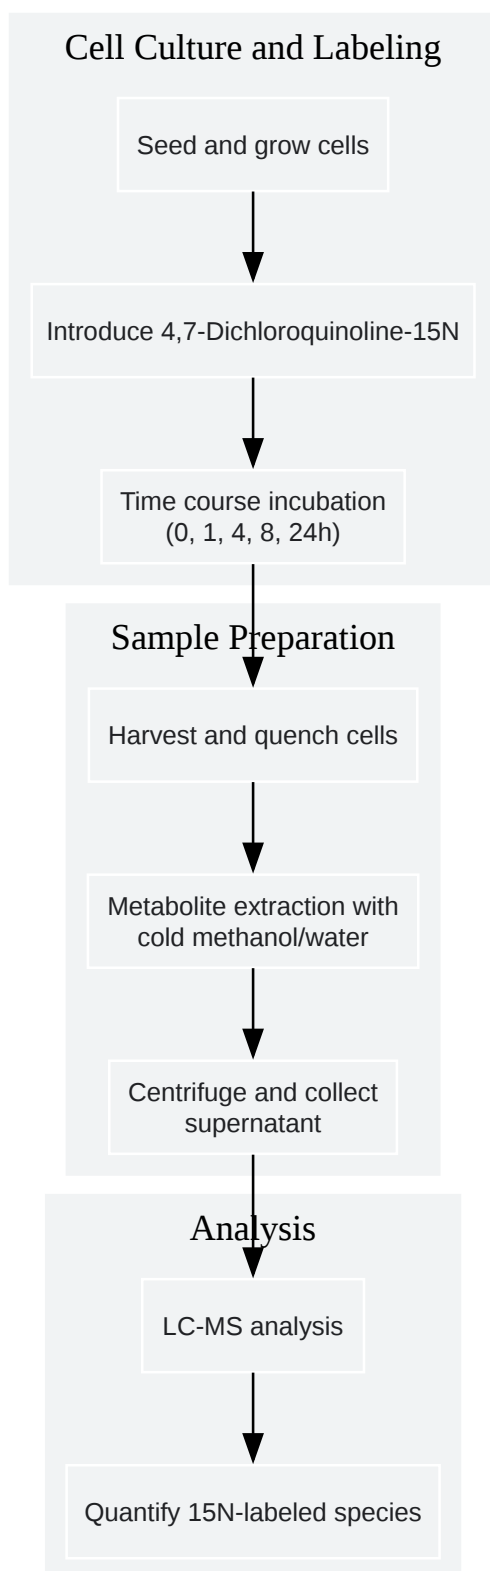 Cell Culture and Labeling
Seed and grow cells
Introduce 4,7-Dichloroquinoline-15N
Time course incubation
(0, 1, 4, 8, 24h)
Sample Preparation
Harvest and quench cells
Metabolite extraction with
cold methanol/water
Centrifuge and collect
supernatant
Analysis
LC-MS analysis
Quantify 15N-labeled species